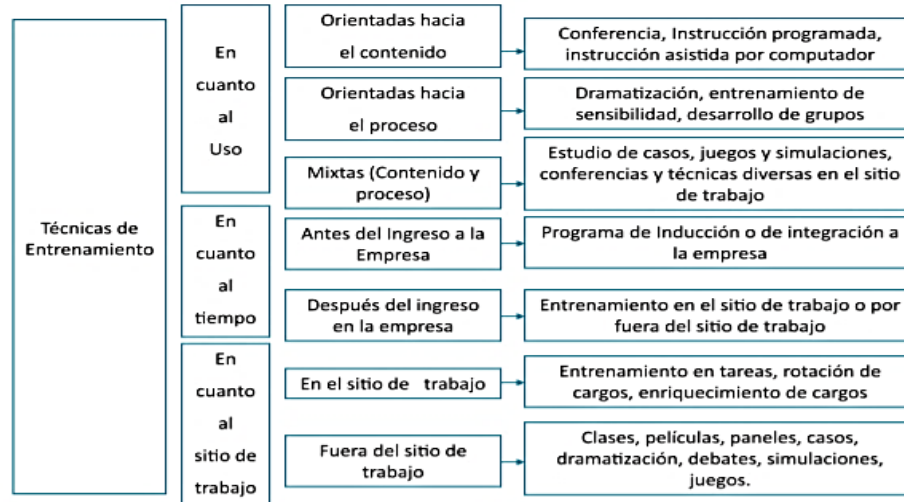 Técnicas de
Entrenamiento
En
cuanto
al
Uso
Orientadas hacia
el contenido
Conferencia, Instrucción programada,
instrucción asistida por computador
Orientadas hacia
el proceso
Dramatización, entrenamiento de
sensibilidad, desarrollo de grupos
Mixtas (Contenido y
proceso)
Estudio de casos, juegos y simulaciones,
conferencias y técnicas diversas en el sitio
de trabajo
En
cuanto
al
tiempo
Antes del Ingreso a la
Empresa
Programa de Inducción o de integración a
la empresa
Después del ingreso
en la empresa
Entrenamiento en el sitio de trabajo o por
fuera del sitio de trabajo
En
cuanto
al
sitio de
trabajo
En el sitio de trabajo
Entrenamiento en tareas, rotación de
cargos, enriquecimiento de cargos
Fuera del sitio de
trabajo
Clases, películas, paneles, casos,
dramatización, debates, simulaciones,
juegos.